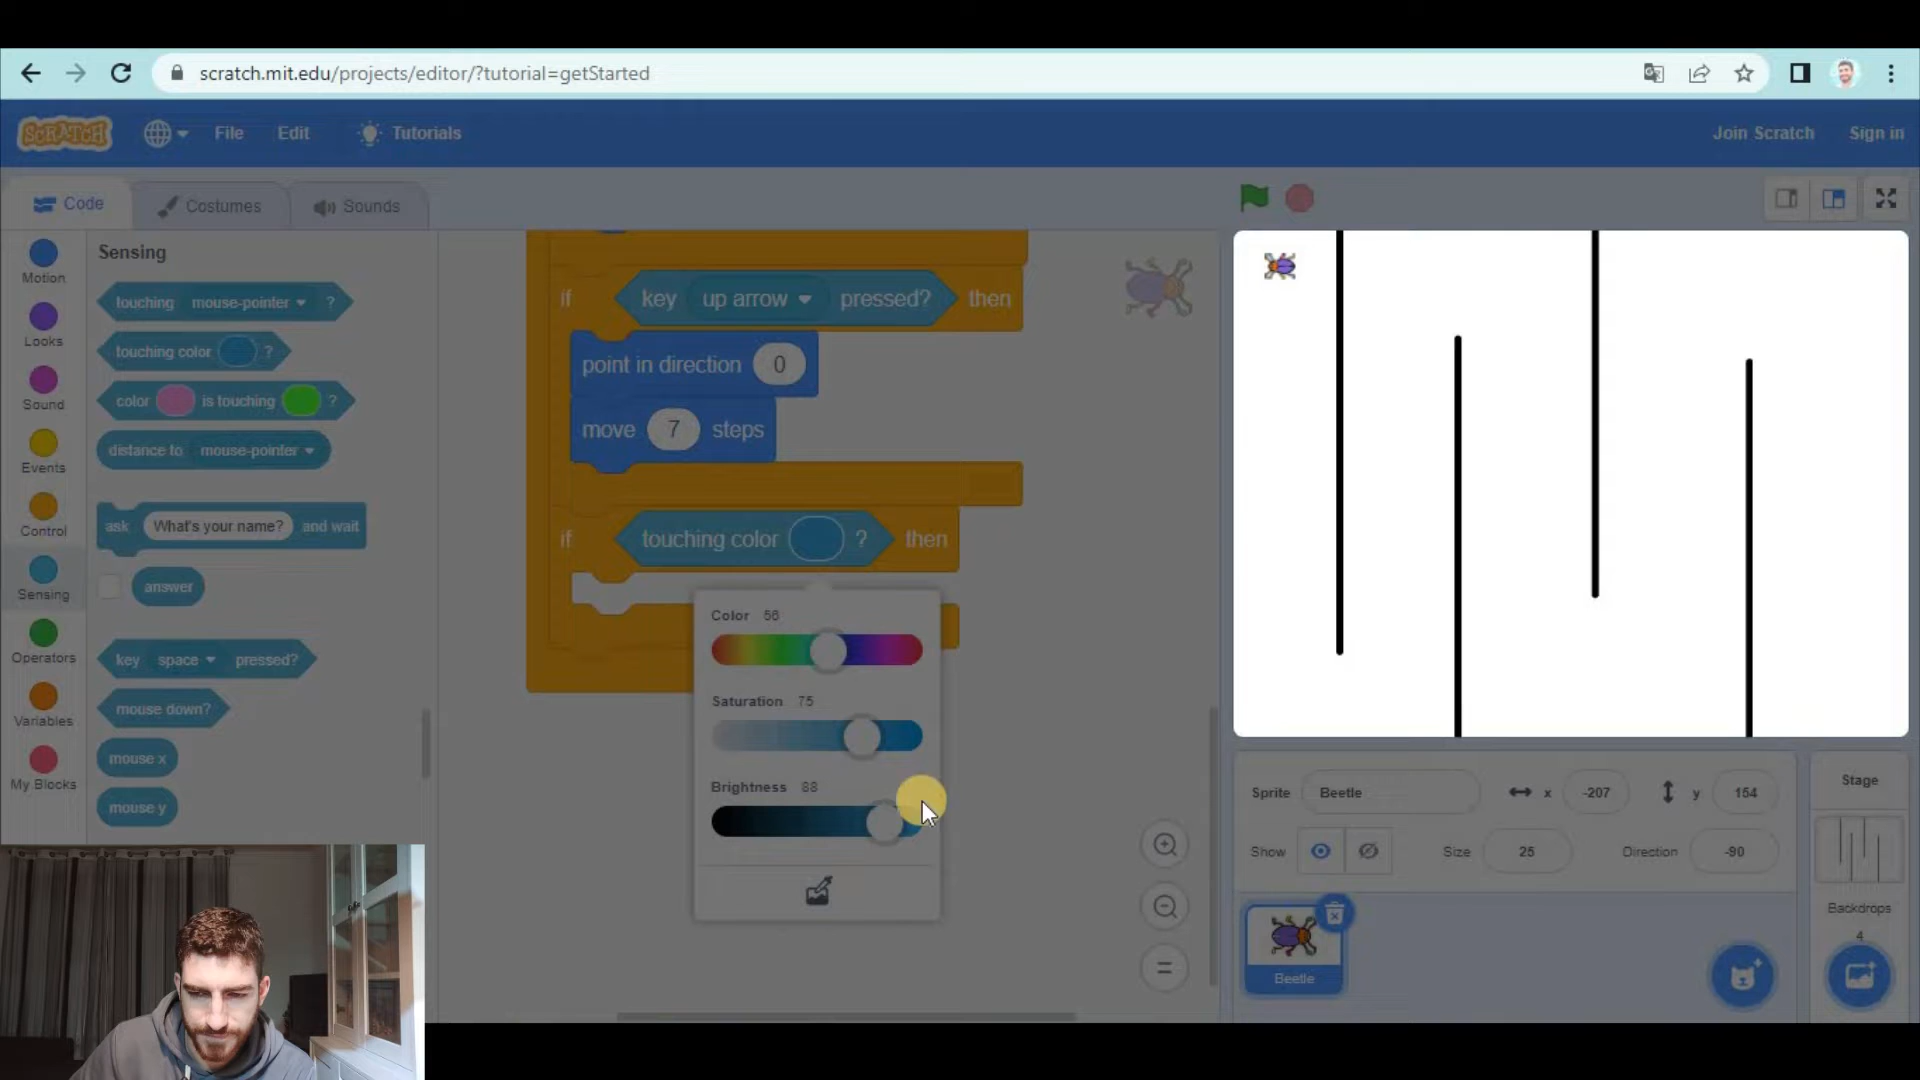 scratch.mit.edu/projects/editor/?tutorial=getStarted
SCRATCH File Edit Tutorials Join Scratch Sign in
Code Costumes Sounds
Motion
Looks
Sound
Events
Control
Sensing
Operators
Variables
My Blocks
Sensing
touching mouse-pointer ?
touching color ?
color is touching ?
distance to mouse-pointer
ask What's your name? and wait
answer
key space pressed?
mouse down?
mouse x
mouse y
if key up arrow pressed? then
point in direction 0
move 7 steps
if touching color ? then
Color 56
Saturation 75
Brightness 88
Sprite Beetle x -207 y 154
Show Size 25 Direction -90
Beetle
Stage
Backdrops
4